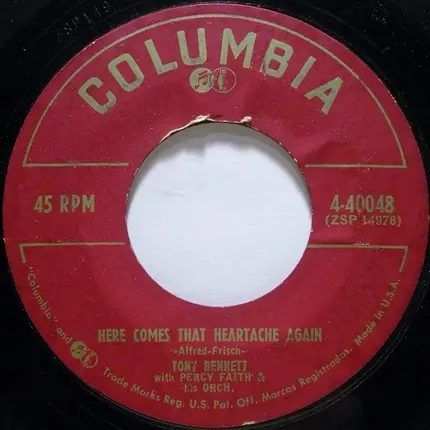 COLUMBIA
45 RPM
4-40048
(ZSP 14978)
HERE COMES THAT HEARTACHE AGAIN
-Alfred-Frisch-
TONY BENNETT
with PERCY FAITH &
his ORCH.
"Columbia," and Trade Marks Reg. U.S. Pat. Off. Marcas Registradas. Made in U.S.A.